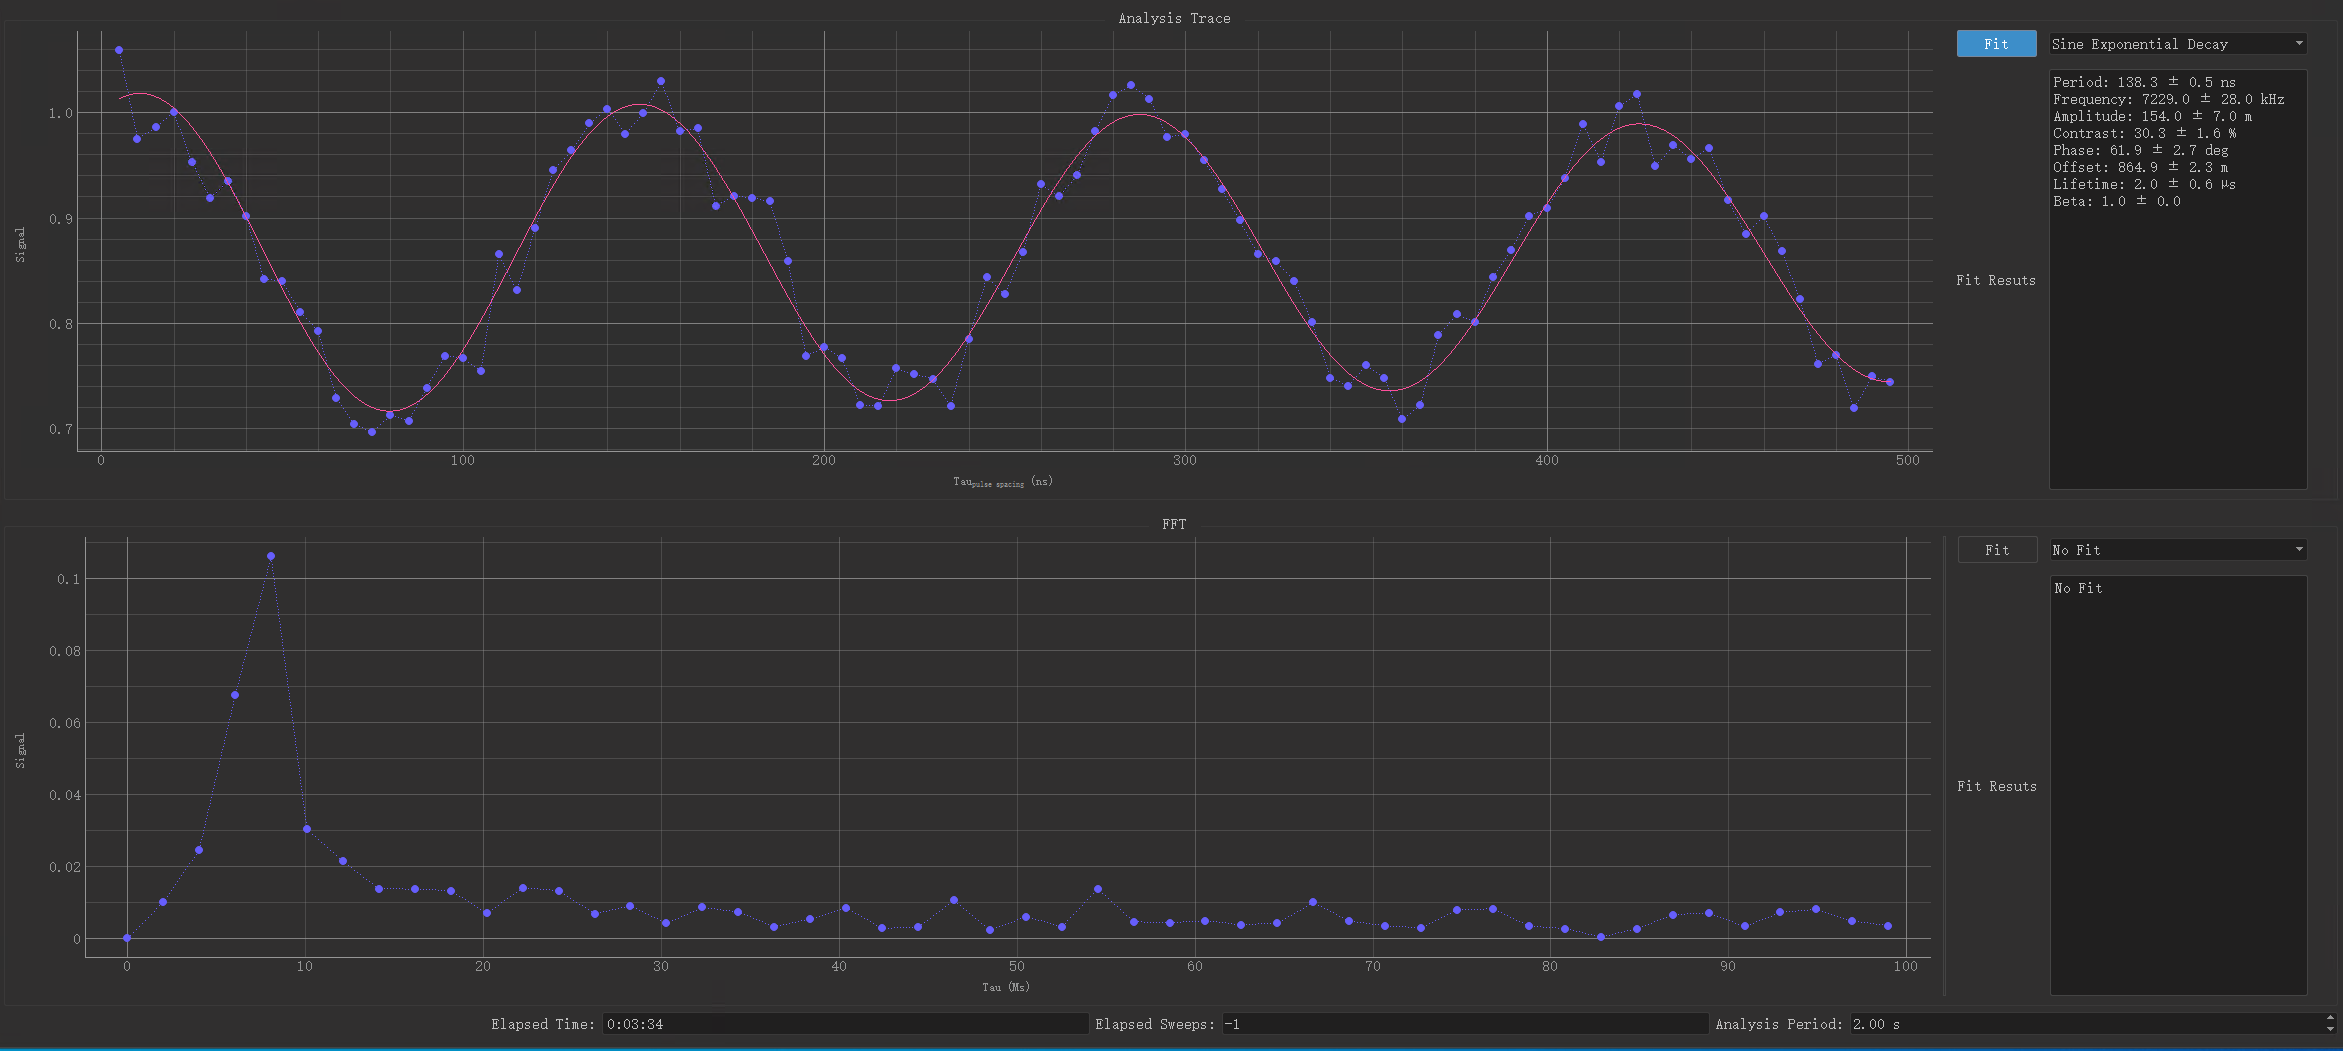 Analysis Trace
Fit
Sine Exponential Decay
Period: 138.3 ± 0.5 ns
Frequency: 7229.0 ± 28.0 kHz
Amplitude: 154.0 ± 7.0 m
Contrast: 30.3 ± 1.6 %
Phase: 61.9 ± 2.7 deg
Offset: 864.9 ± 2.3 m
Lifetime: 2.0 ± 0.6 µs
Beta: 1.0 ± 0.0
Fit Resuts
Signal
1.0
0.9
0.8
0.7
0 100 200 300 400 500
Tau pulse spacing (ns)
FFT
Fit
No Fit
No Fit
Fit Resuts
Signal
0.1
0.08
0.06
0.04
0.02
0
0 10 20 30 40 50 60 70 80 90 100
Tau (Ms)
Elapsed Time: 0:03:34 Elapsed Sweeps: -1 Analysis Period: 2.00 s